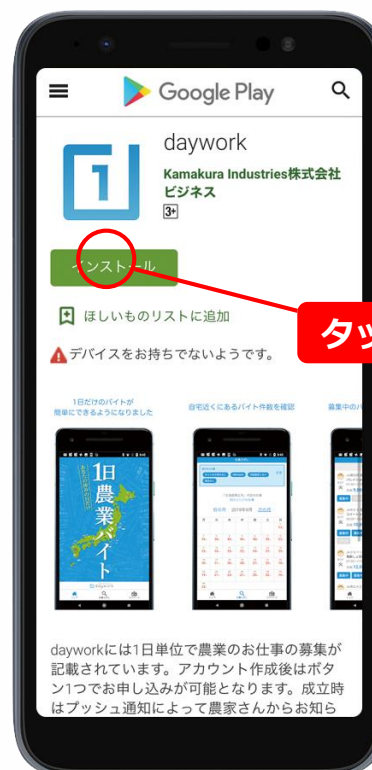 Google Play
daywork
Kamakura Industries株式会社
ビジネス
3+
インストール
ほしいものリストに追加
タッ
デバイスをお持ちでないようです。
1日だけのバイトが
簡単にできるようになりました
自宅近くにあるバイト件数を確認
募集中のバ
1日
農業
バイト
dayworkには1日単位で農業のお仕事の募集が
記載されています。アカウント作成後はボタ
ン1つでお申し込みが可能となります。成立時
はプッシュ通知によって農家さんからお知ら